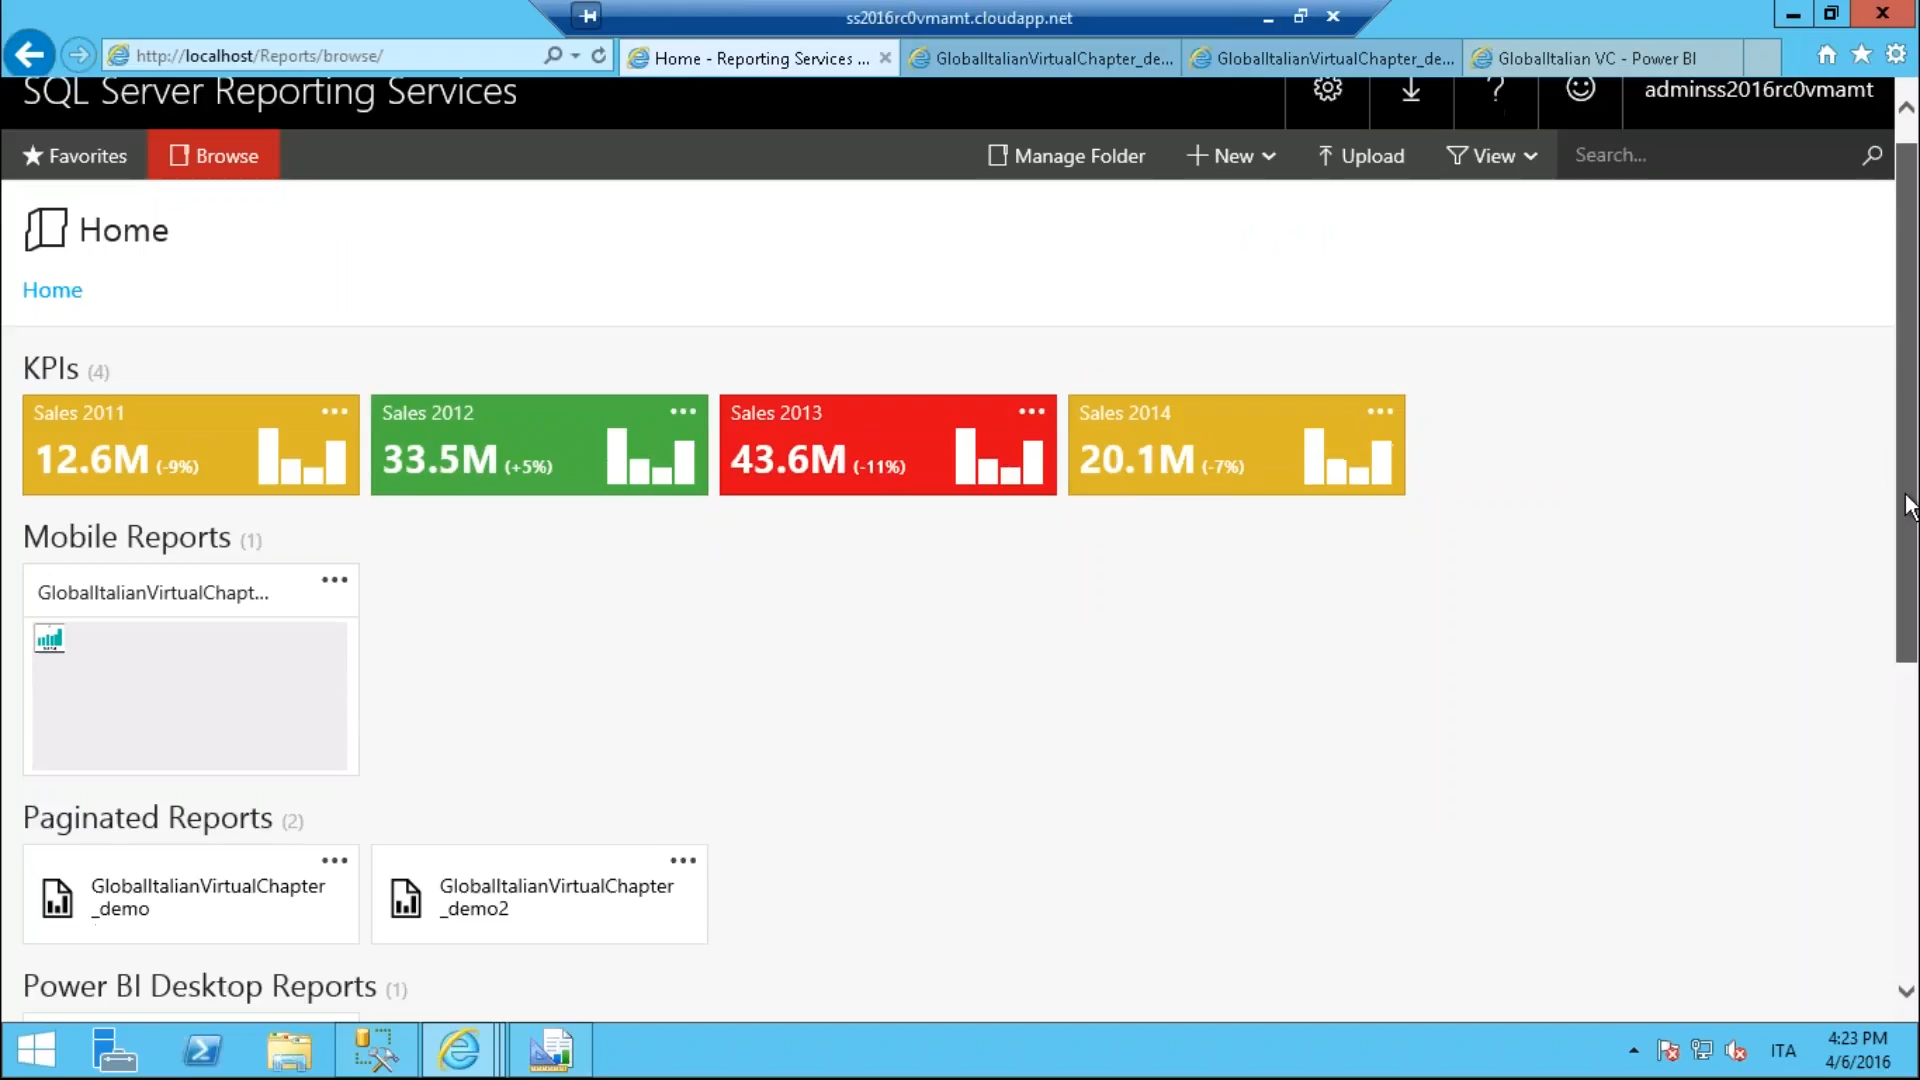 ss2016rc0vmamt.cloudapp.net
http://localhost/Reports/browse/
Home - Reporting Services ...
GlobalItalianVirtualChapter_de...
GlobalItalianVirtualChapter_de...
GlobalItalian VC - Power BI
SQL Server Reporting Services
?
adminss2016rc0vmamt
Favorites
Browse
Manage Folder
New
Upload
View
Search...
Home
Home
KPIs (4)
Sales 2011
12.6M (-9%)
Sales 2012
33.5M (+5%)
Sales 2013
43.6M (-11%)
Sales 2014
20.1M (-7%)
Mobile Reports (1)
GlobalItalianVirtualChapt...
Paginated Reports (2)
GlobalItalianVirtualChapter
_demo
GlobalItalianVirtualChapter
_demo2
Power BI Desktop Reports (1)
ITA
4:23 PM
4/6/2016